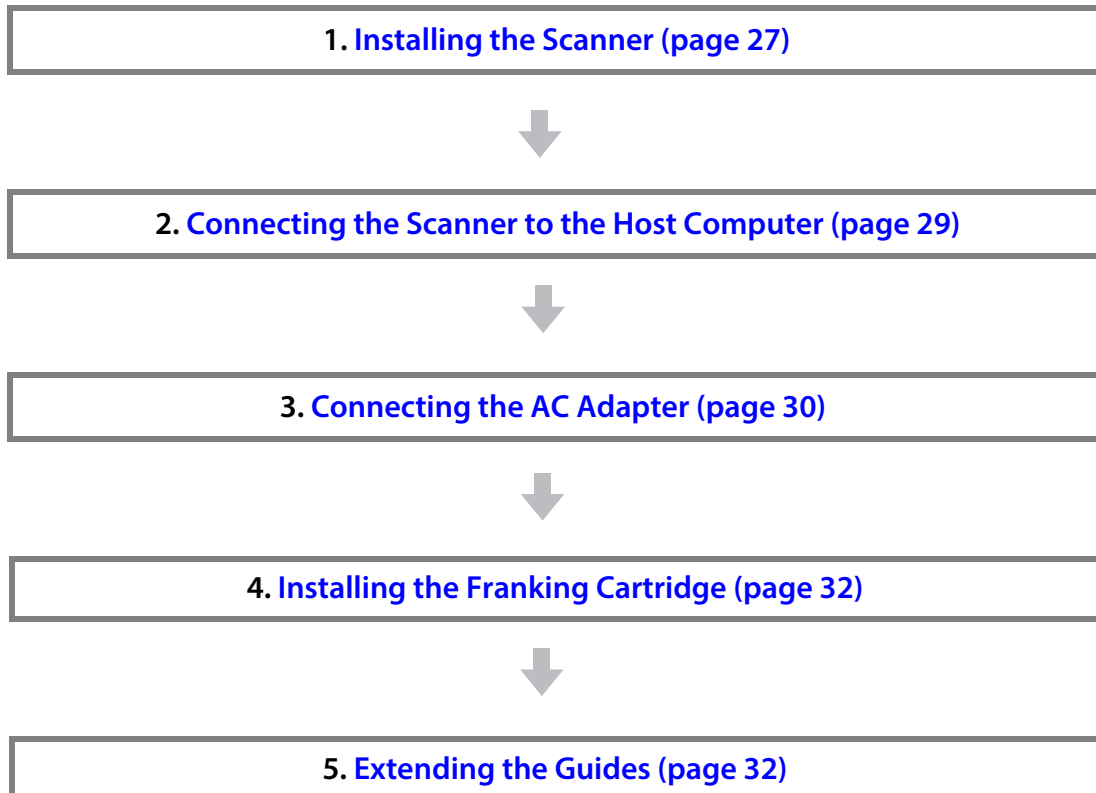 1. Installing the Scanner (page 27)
2. Connecting the Scanner to the Host Computer (page 29)
3. Connecting the AC Adapter (page 30)
4. Installing the Franking Cartridge (page 32)
5. Extending the Guides (page 32)